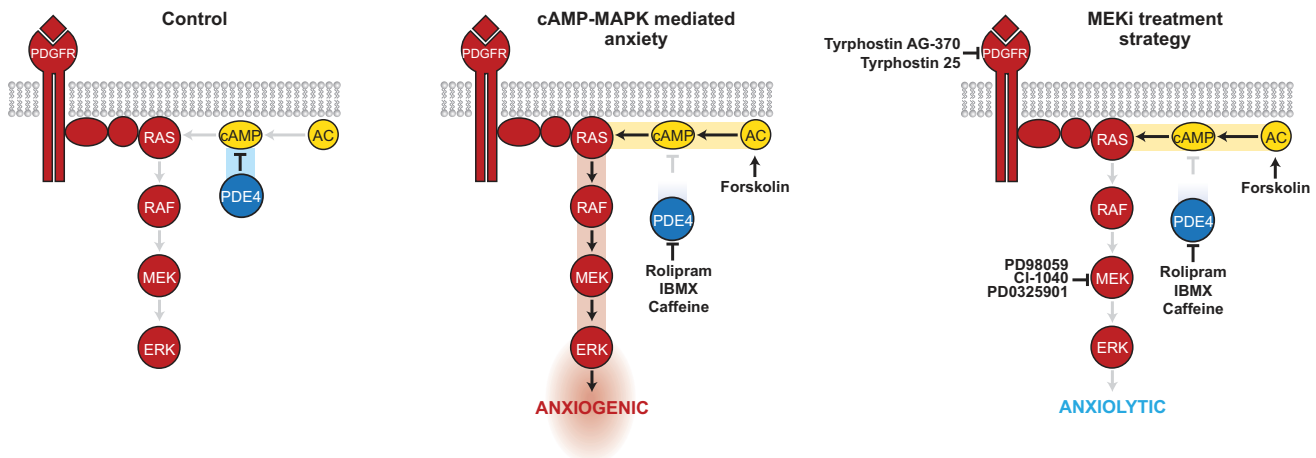 Control
PDGFR
RAS
cAMP
AC
PDE4
RAF
MEK
ERK
cAMP-MAPK mediated
anxiety
PDGFR
RAS
cAMP
AC
Forskolin
RAF
PDE4
MEK
Rolipram
IBMX
Caffeine
ERK
ANXIOGENIC
MEKi treatment
strategy
Tyrphostin AG-370
Tyrphostin 25
PDGFR
RAS
cAMP
AC
Forskolin
RAF
PDE4
PD98059
CI-1040
PD0325901
MEK
Rolipram
IBMX
Caffeine
ERK
ANXIOLYTIC